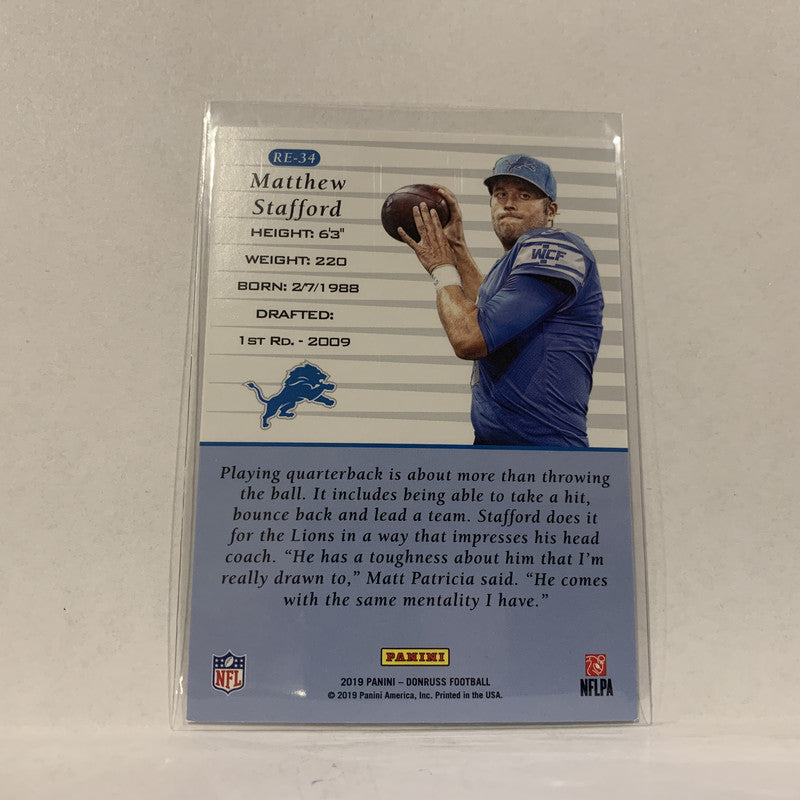 RE-34
Matthew
Stafford
HEIGHT: 6'3"
WEIGHT: 220
BORN: 2/7/1988
DRAFTED:
1ST RD. - 2009
WCF
Playing quarterback is about more than throwing
the ball. It includes being able to take a hit,
bounce back and lead a team. Stafford does it
for the Lions in a way that impresses his head
coach. “He has a toughness about him that I’m
really drawn to,” Matt Patricia said. “He comes
with the same mentality I have.”
NFL
PANINI
NFLPA
2019 PANINI – DONRUSS FOOTBALL
© 2019 Panini America, Inc. Printed in the USA.